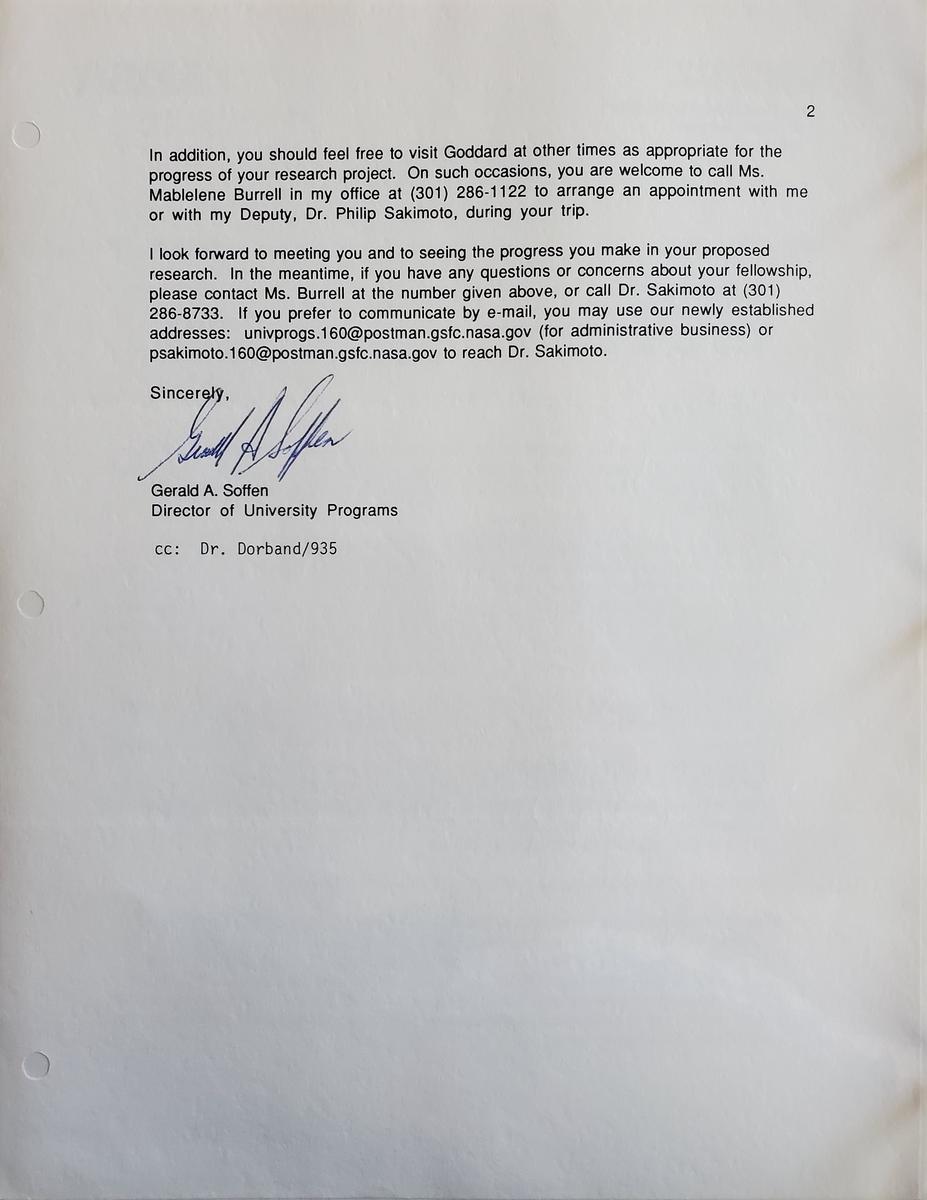 2
In addition, you should feel free to visit Goddard at other times as appropriate for the
progress of your research project. On such occasions, you are welcome to call Ms.
Mablelene Burrell in my office at (301) 286-1122 to arrange an appointment with me
or with my Deputy, Dr. Philip Sakimoto, during your trip.
I look forward to meeting you and to seeing the progress you make in your proposed
research. In the meantime, if you have any questions or concerns about your fellowship,
please contact Ms. Burrell at the number given above, or call Dr. Sakimoto at (301)
286-8733. If you prefer to communicate by e-mail, you may use our newly established
addresses: univprogs.160@postman.gsfc.nasa.gov (for administrative business) or
psakimoto.160@postman.gsfc.nasa.gov to reach Dr. Sakimoto.
Sincerely,
Gerald A Soffen
Gerald A. Soffen
Director of University Programs
cc: Dr. Dorband/935